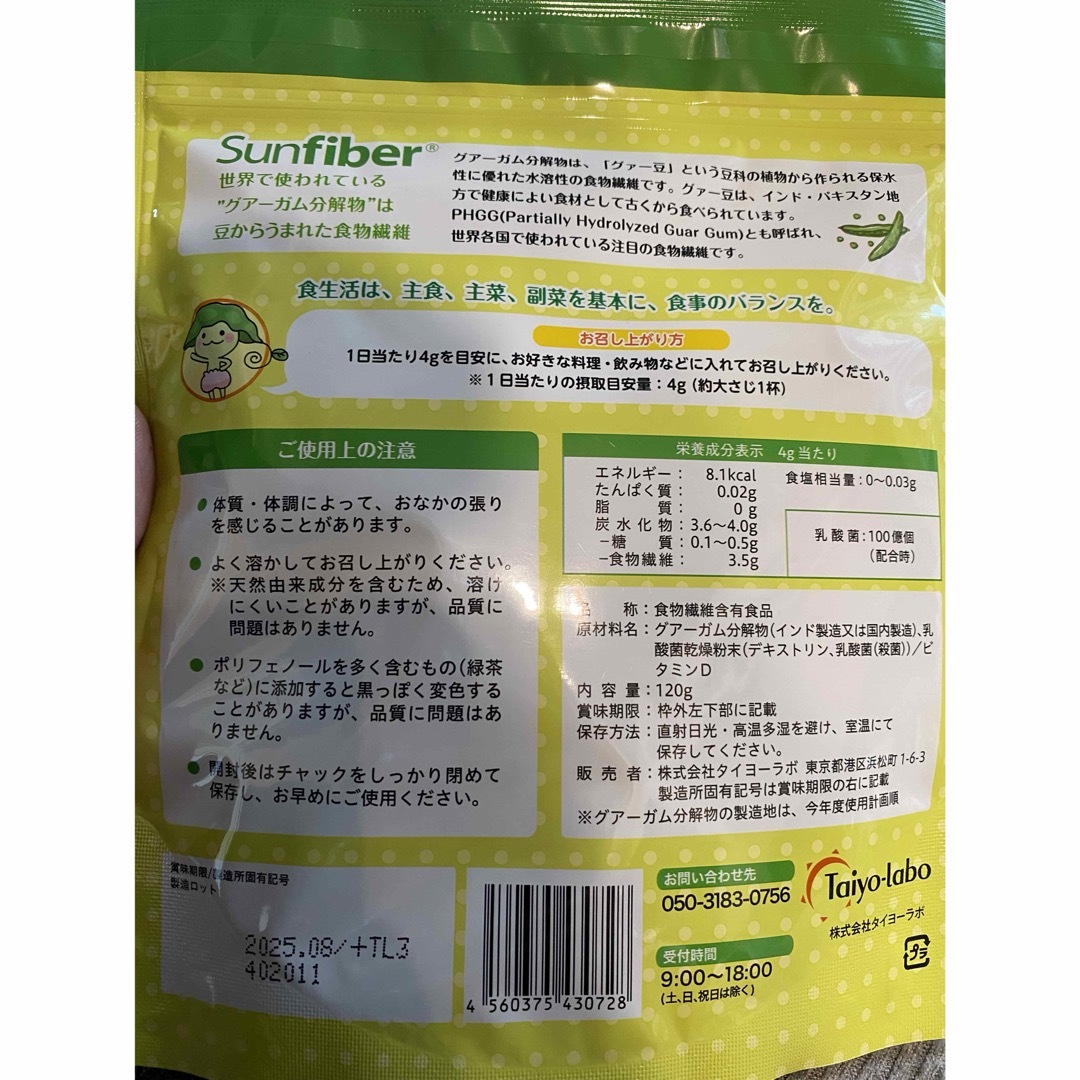 Sunfiber®
世界で使われている
"グアーガム分解物"は
豆からうまれた食物繊維
グアーガム分解物は、「グァー豆」という豆科の植物から作られる保水
性に優れた水溶性の食物繊維です。グァー豆は、インド・パキスタン地
方で健康によい食材として古くから食べられています。
PHGG(Partially Hydrolyzed Guar Gum)とも呼ばれ、
世界各国で使われている注目の食物繊維です。
食生活は、主食、主菜、副菜を基本に、食事のバランスを。
お召し上がり方
1日当たり4gを目安に、お好きな料理・飲み物などに入れてお召し上がりください。
※1日当たりの摂取目安量：4g（約大さじ1杯）
ご使用上の注意
●体質・体調によって、おなかの張り
を感じることがあります。
●よく溶かしてお召し上がりください。
※天然由来成分を含むため、溶け
にくいことがありますが、品質に
問題はありません。
●ポリフェノールを多く含むもの(緑茶
など)に添加すると黒っぽく変色する
ことがありますが、品質に問題はあ
りません。
●開封後はチャックをしっかり閉めて
保存し、お早めにご使用ください。
栄養成分表示 4g当たり
エネルギー： 8.1kcal
たんぱく質： 0.02g
脂質： 0g
炭水化物：3.6〜4.0g
−糖質：0.1〜0.5g
−食物繊維： 3.5g
食塩相当量：0〜0.03g
乳酸菌：100億個
（配合時）
名称：食物繊維含有食品
原材料名：グアーガム分解物(インド製造又は国内製造)、乳
酸菌乾燥粉末(デキストリン、乳酸菌(殺菌))／ビ
タミンD
内容量：120g
賞味期限：枠外左下部に記載
保存方法：直射日光・高温多湿を避け、室温にて
保存してください。
販売者：株式会社タイヨーラボ 東京都港区浜松町1-6-3
製造所固有記号は賞味期限の右に記載
※グアーガム分解物の製造地は、今年度使用計画順
賞味期限/製造所固有記号
製造ロット
2025.08/+TL3
402011
4 560375 430728
お問い合わせ先
050-3183-0756
受付時間
9:00〜18:00
(土、日、祝日は除く)
Taiyo-labo
株式会社タイヨーラボ
プラ